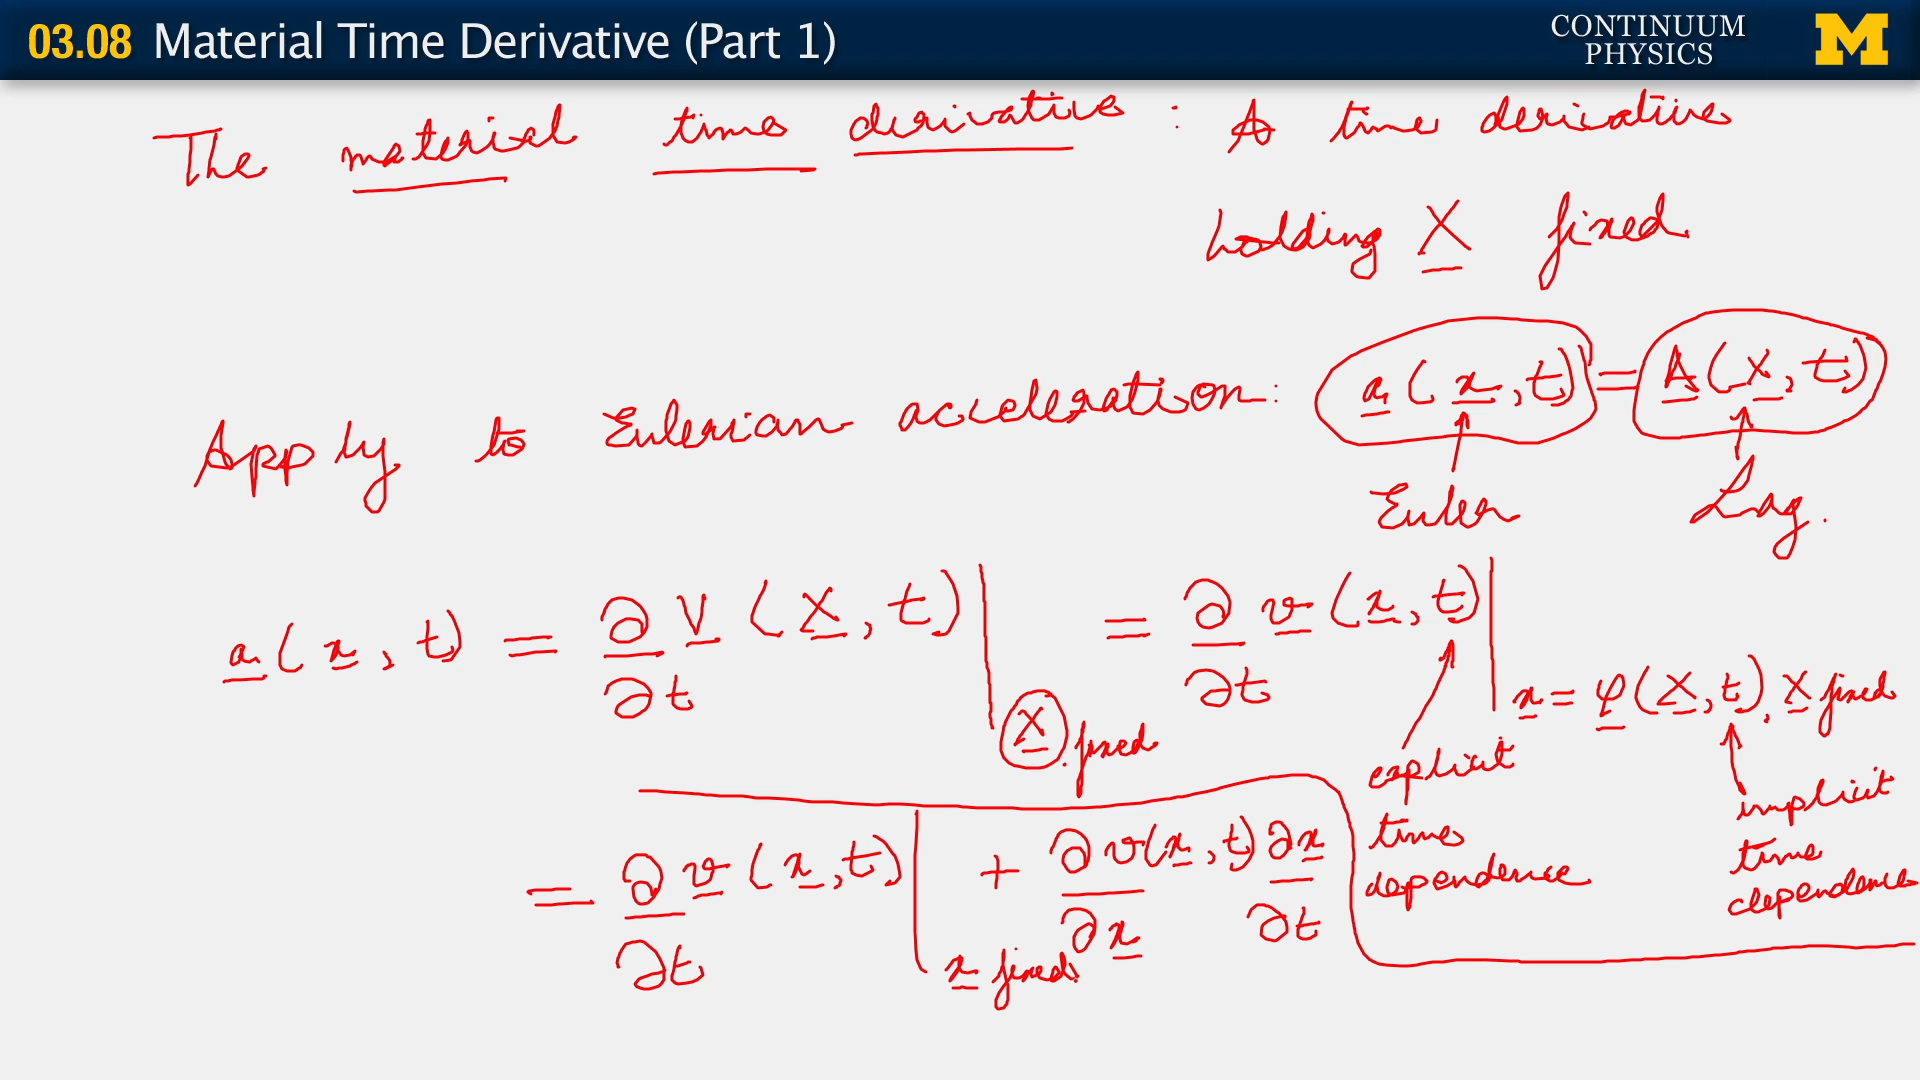 03.08 Material Time Derivative (Part 1)
CONTINUUM
PHYSICS
M
The material time derivative : A time derivative
holding X fixed
Apply to Eulerian acceleration: a(x,t) = A(X,t)
Euler Lag.
a(x,t) = ∂V(X,t)/∂t | X fixed = ∂v(x,t)/∂t | x = φ(X,t), X fixed
explicit time dependence
implicit time dependence
= ∂v(x,t)/∂t | x fixed + ∂v(x,t)/∂x ∂x/∂t